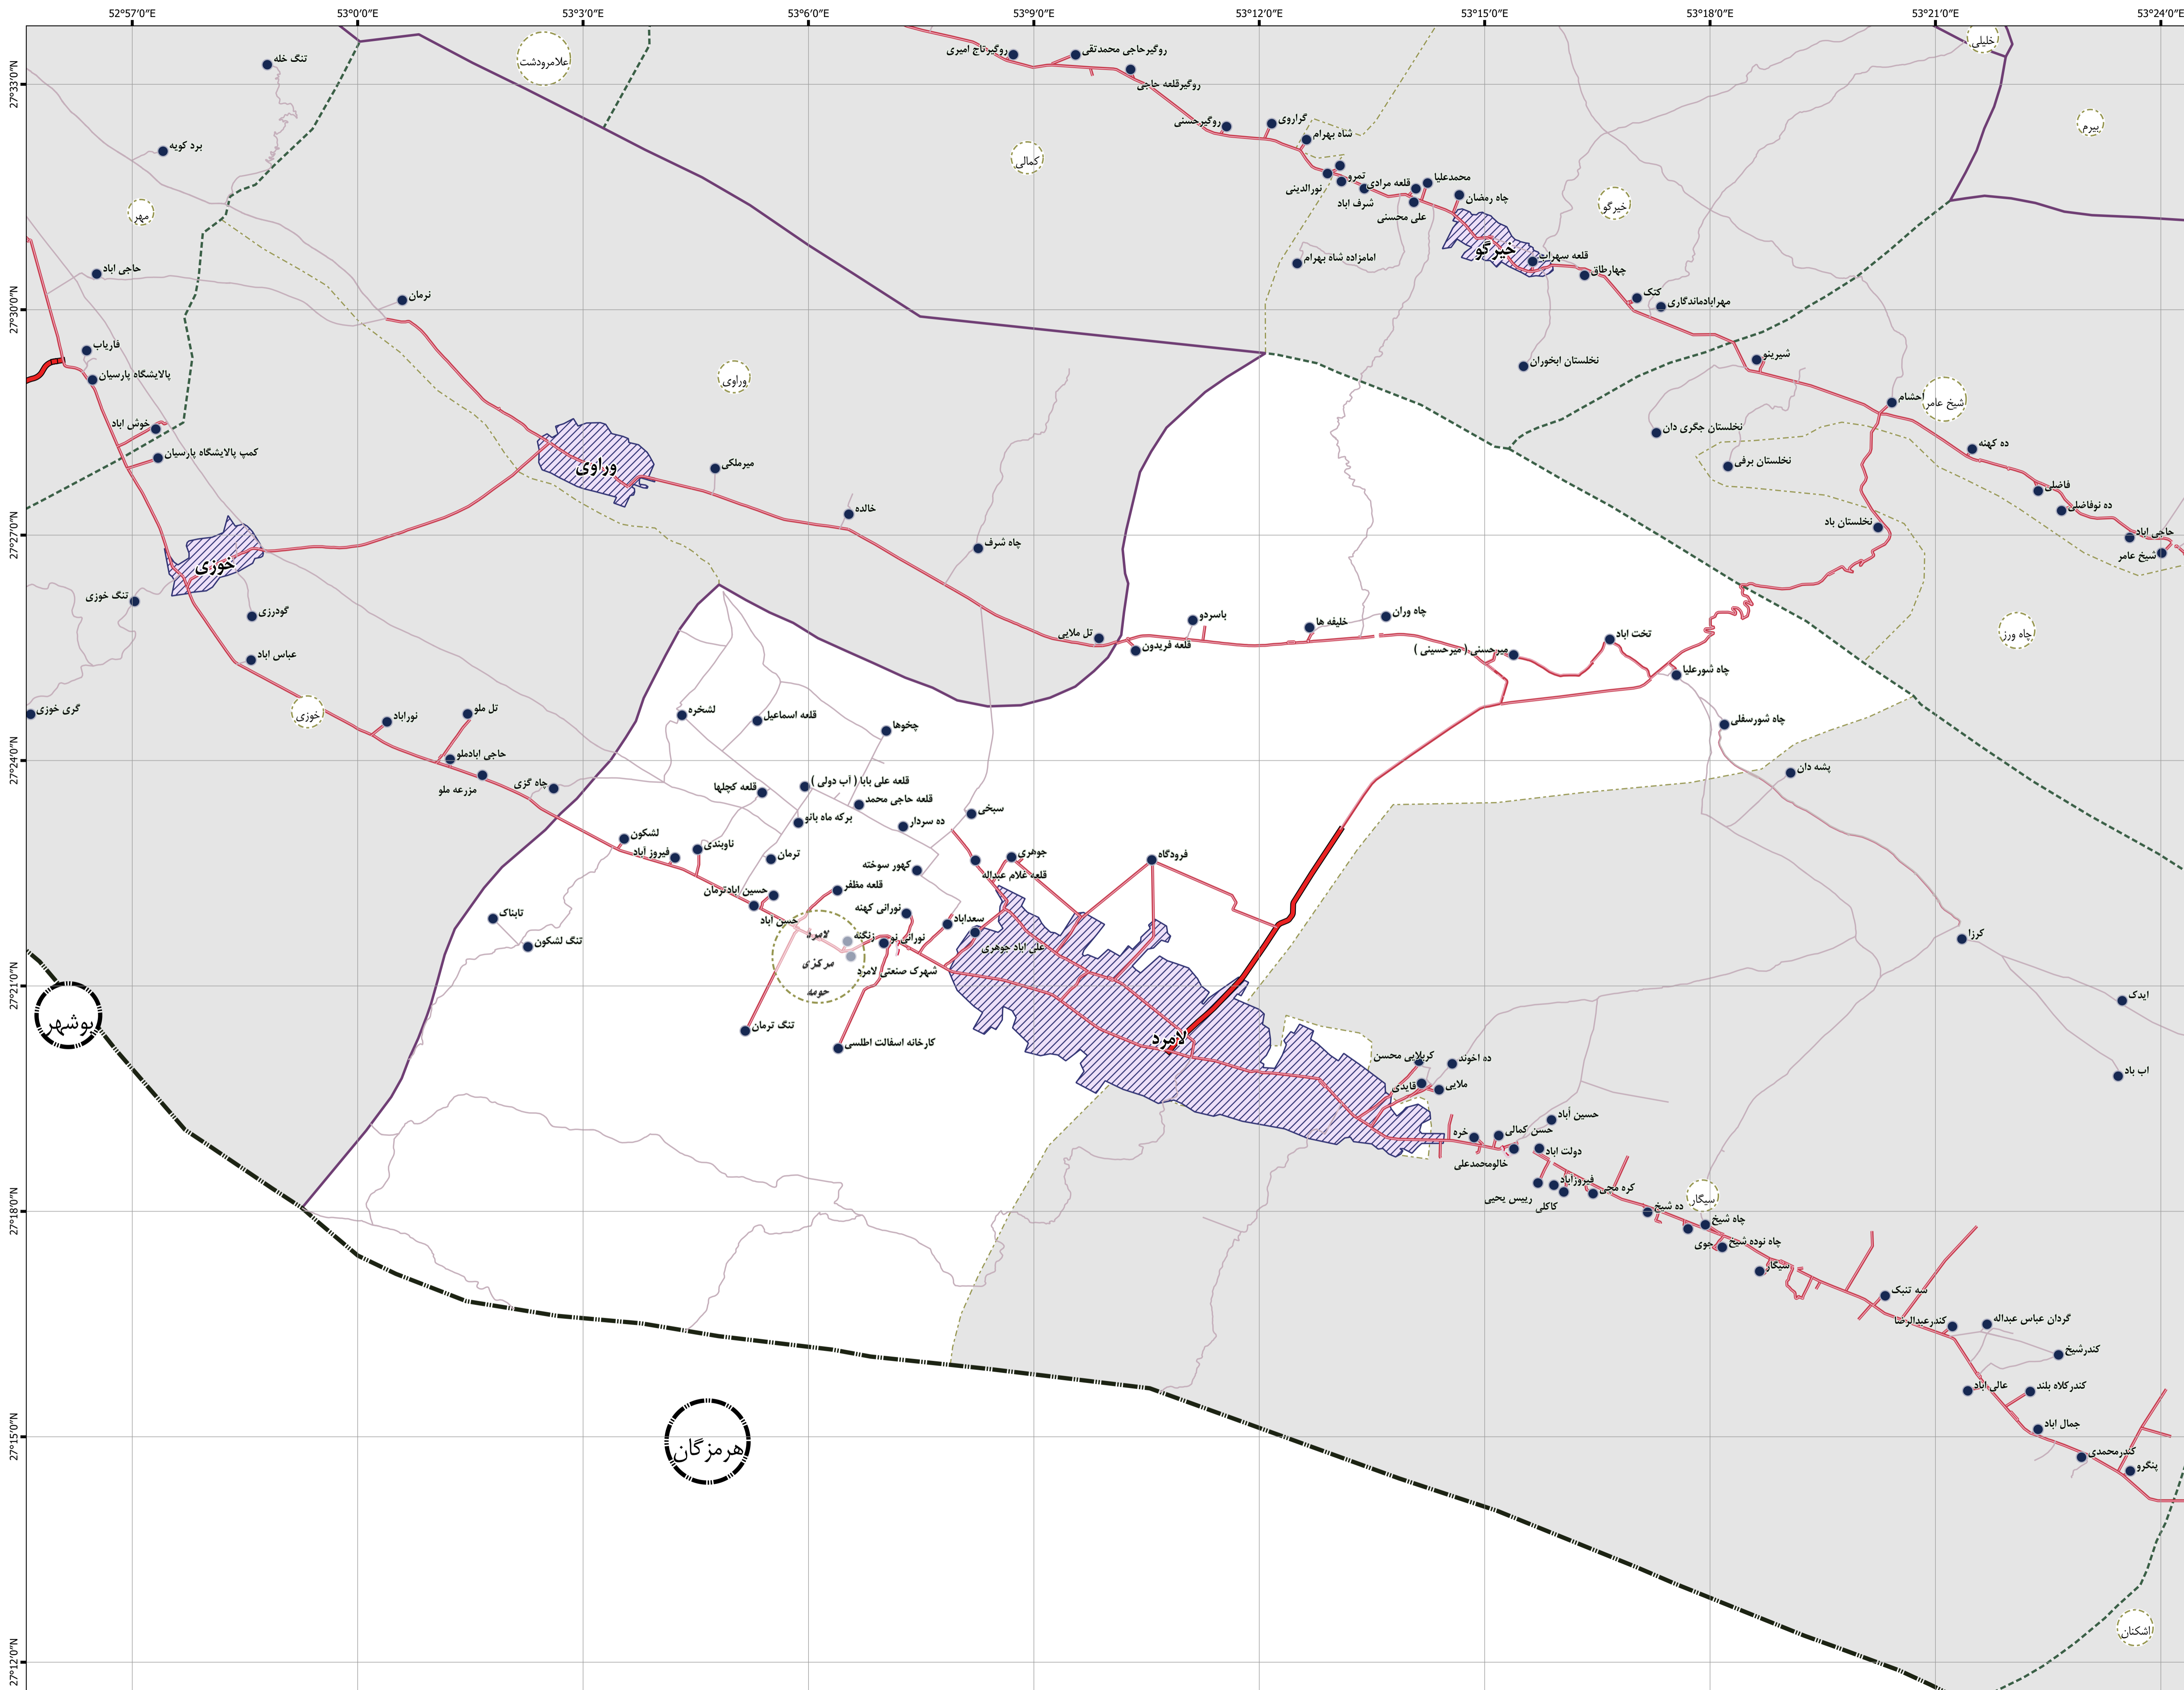 52°57'0"E
53°0'0"E
53°3'0"E
53°6'0"E
53°9'0"E
53°12'0"E
53°15'0"E
53°18'0"E
53°21'0"E
53°24'0"E
27°33'0"N
27°30'0"N
27°27'0"N
27°24'0"N
27°21'0"N
27°18'0"N
27°15'0"N
27°12'0"N
تنگ خله
علامرودشت
روگیرتاج امیری
روگیرحاجی محمدتقی
روگیرقلعه حاجی
خلیلی
بیرم
برد کویه
کمالی
روگیرحسنی
گراروی
شاه بهرام
مهر
نورالدینی
تمرو
قلعه مرادی
محمدعلیا
شرف اباد
علی محسنی
چاه رمضان
خیرگو
خیرگو
امامزاده شاه بهرام
قلعه سهراب
چهارطاق
کنک
مهرابادماندگاری
حاجی اباد
نرمان
فاریاب
پالایشگاه پارسیان
وراوی
نخلستان ابخوران
شیرینو
احشام
شیخ عامر
خوش اباد
کمپ پالایشگاه پارسیان
وراوی
میرملکی
نخلستان جگری دان
نخلستان برفی
ده کهنه
خالده
فاضلی
ده نوفاضلی
نخلستان باد
حاجی اباد
شیخ عامر
خوزی
چاه شرف
تنگ خوزی
گودرزی
عباس اباد
تل ملایی
قلعه فریدون
باسردو
خلیفه ها
چاه وران
میرحسنی ( میرحسینی )
تخت اباد
چاه ورز
چاه شورعلیا
گری خوزی
خوزی
نوراباد
تل ملو
لشخره
قلعه اسماعیل
چخوها
چاه شورسفلی
حاجی ابادملو
مزرعه ملو
چاه گزی
قلعه کچلها
قلعه علی بابا ( آب دولی )
قلعه حاجی محمد
پشه دان
برکه ماه بانو
ده سردار
سبخی
لشکون
فیروز آباد
ناوبندی
ترمان
کهور سوخته
جوهری
قلعه غلام عبداله
فرودگاه
حسین ابادترمان
حسن اباد
قلعه مظفر
نورانی کهنه
سعداباد
تابناک
تنگ لشکون
لامرد
مرکزی
حومه
زنگنه
نورانی نو
علی اباد جوهری
شهرک صنعتی لامرد
کرزا
بوشهر
تنگ ترمان
کارخانه اسفالت اطلسی
لامرد
ایدک
کربلایی محسن
ده اخوند
قایدی
ملایی
اب باد
خره
حسن کمالی
حسین آباد
خالومحمدعلی
دولت اباد
رییس یحیی
فیروزآباد
کاکلی
کره مچی
سیگار
ده شیخ
چاه شیخ
جوی
چاه نوده شیخ
سیگار
سه تنبک
کندرعبدالرضا
گردان عباس عبداله
کندرشیخ
عالی اباد
کندرکلاه بلند
جمال اباد
کندرمحمدی
پنگرو
هرمزگان
اشکنان